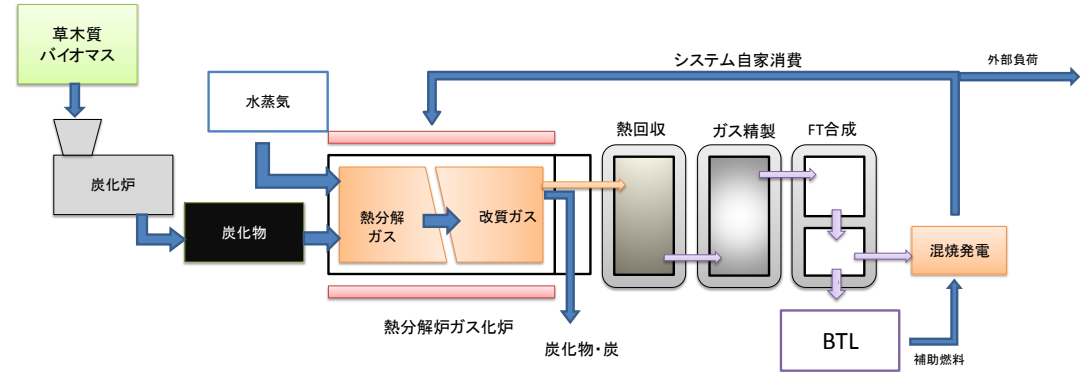 草木質
バイオマス
炭化炉
水蒸気
炭化物
熱分解
ガス
改質ガス
熱分解炉ガス化炉
炭化物・炭
システム自家消費
外部負荷
熱回収
ガス精製
FT合成
混焼発電
BTL
補助燃料